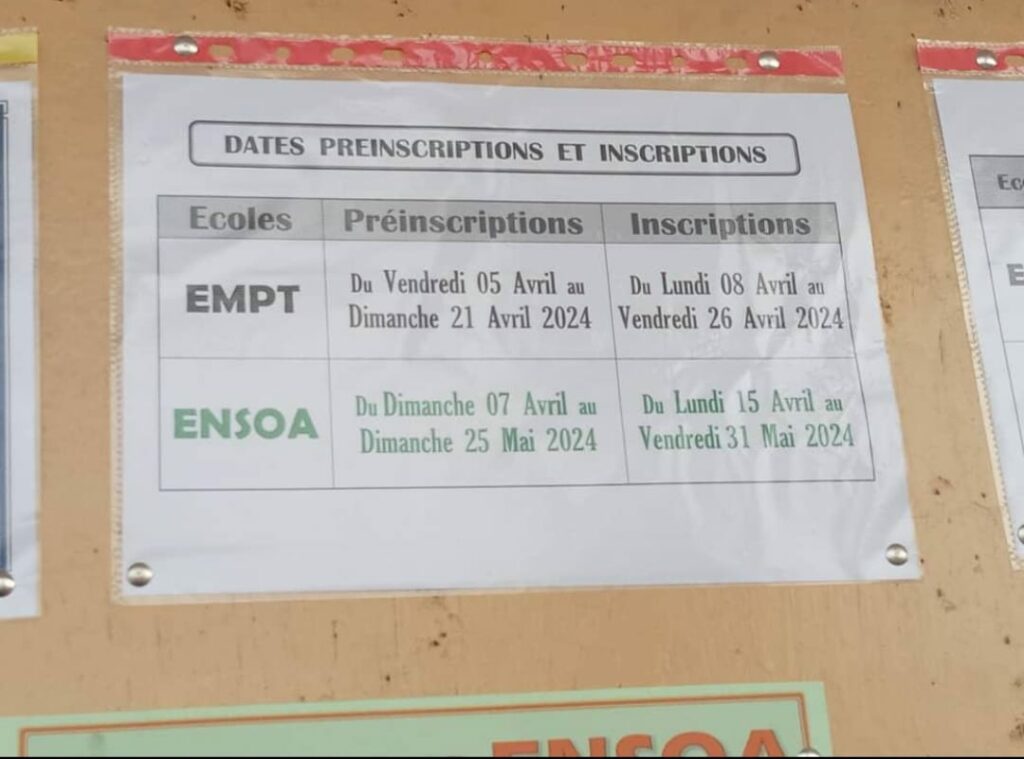 DATES PREINSCRIPTIONS ET INSCRIPTIONS
Ecoles Préinscriptions Inscriptions
EMPT
Du Vendredi 05 Avril au
Dimanche 21 Avril 2024
Du Lundi 08 Avril au
Vendredi 26 Avril 2024
ENSOA
Du Dimanche 07 Avril au
Dimanche 25 Mai 2024
Du Lundi 15 Avril au
Vendredi 31 Mai 2024
ENSOA